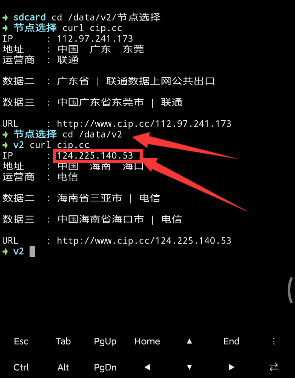 ➜ sdcard cd /data/v2/节点选择
➜ 节点选择 curl cip.cc
IP : 112.97.241.173
地址 : 中国 广东 东莞
运营商 : 联通
数据二 : 广东省 | 联通数据上网公共出口
数据三 : 中国广东省东莞市 | 联通
URL : http://www.cip.cc/112.97.241.173
➜ 节点选择 cd /data/v2
➜ v2 curl cip.cc
IP : 124.225.140.53
地址 : 中国 海南 海口
运营商 : 电信
数据二 : 海南省三亚市 | 电信
数据三 : 中国海南省海口市 | 电信
URL : http://www.cip.cc/124.225.140.53
➜ v2
Esc Tab PgUp Home ▲ End ⋮
Ctrl Alt PgDn ◀ ▼ ▶ ⇄